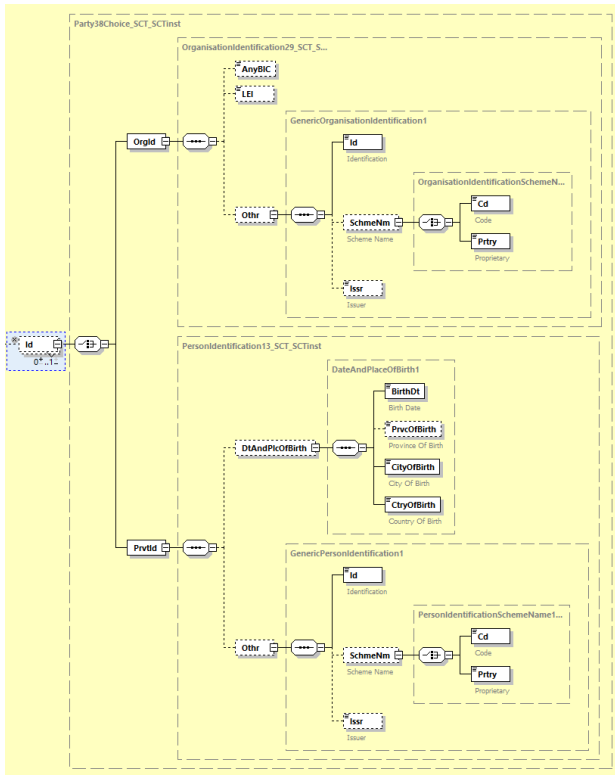 Party38Choice_SCT_SCTinst
OrganisationIdentification29_SCT_S...
AnyBIC
LEI
GenericOrganisationIdentification1
OrgId
Id
Identification
OrganisationIdentificationSchemeN...
Othr
SchmeNm
Scheme Name
Cd
Code
Prtry
Proprietary
Issr
Issuer
Id
PersonIdentification13_SCT_SCTinst
DateAndPlaceOfBirth1
BirthDt
Birth Date
DtAndPlcOfBirth
PrvcOfBirth
Province Of Birth
CityOfBirth
City Of Birth
CtryOfBirth
Country Of Birth
PrvtId
GenericPersonIdentification1
Id
Identification
PersonIdentificationSchemeName1...
Othr
SchmeNm
Scheme Name
Cd
Code
Prtry
Proprietary
Issr
Issuer